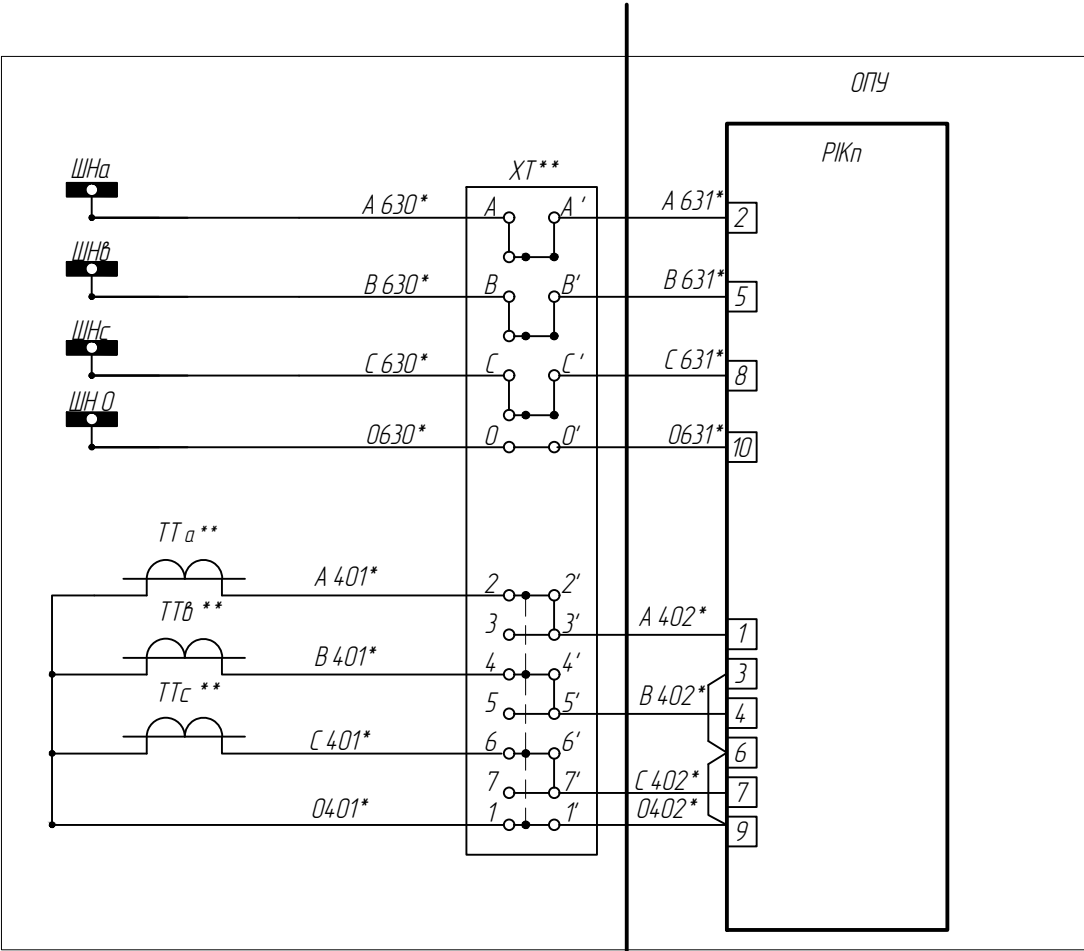 ОПУ
РІКп
ХТ**
ШНа
А 630*
А
А'
А 631*
2
ШНв
В 630*
В
В'
В 631*
5
ШНс
С 630*
С
С'
С 631*
8
ШН 0
0630*
0
0'
0631*
10
ТТ а**
А 401*
2
2'
3
3'
А 402*
1
ТТв **
В 401*
4
4'
3
5
5'
В 402*
4
ТТс **
С 401*
6
6'
6
7
7'
С 402*
7
0401*
1
1'
0402*
9